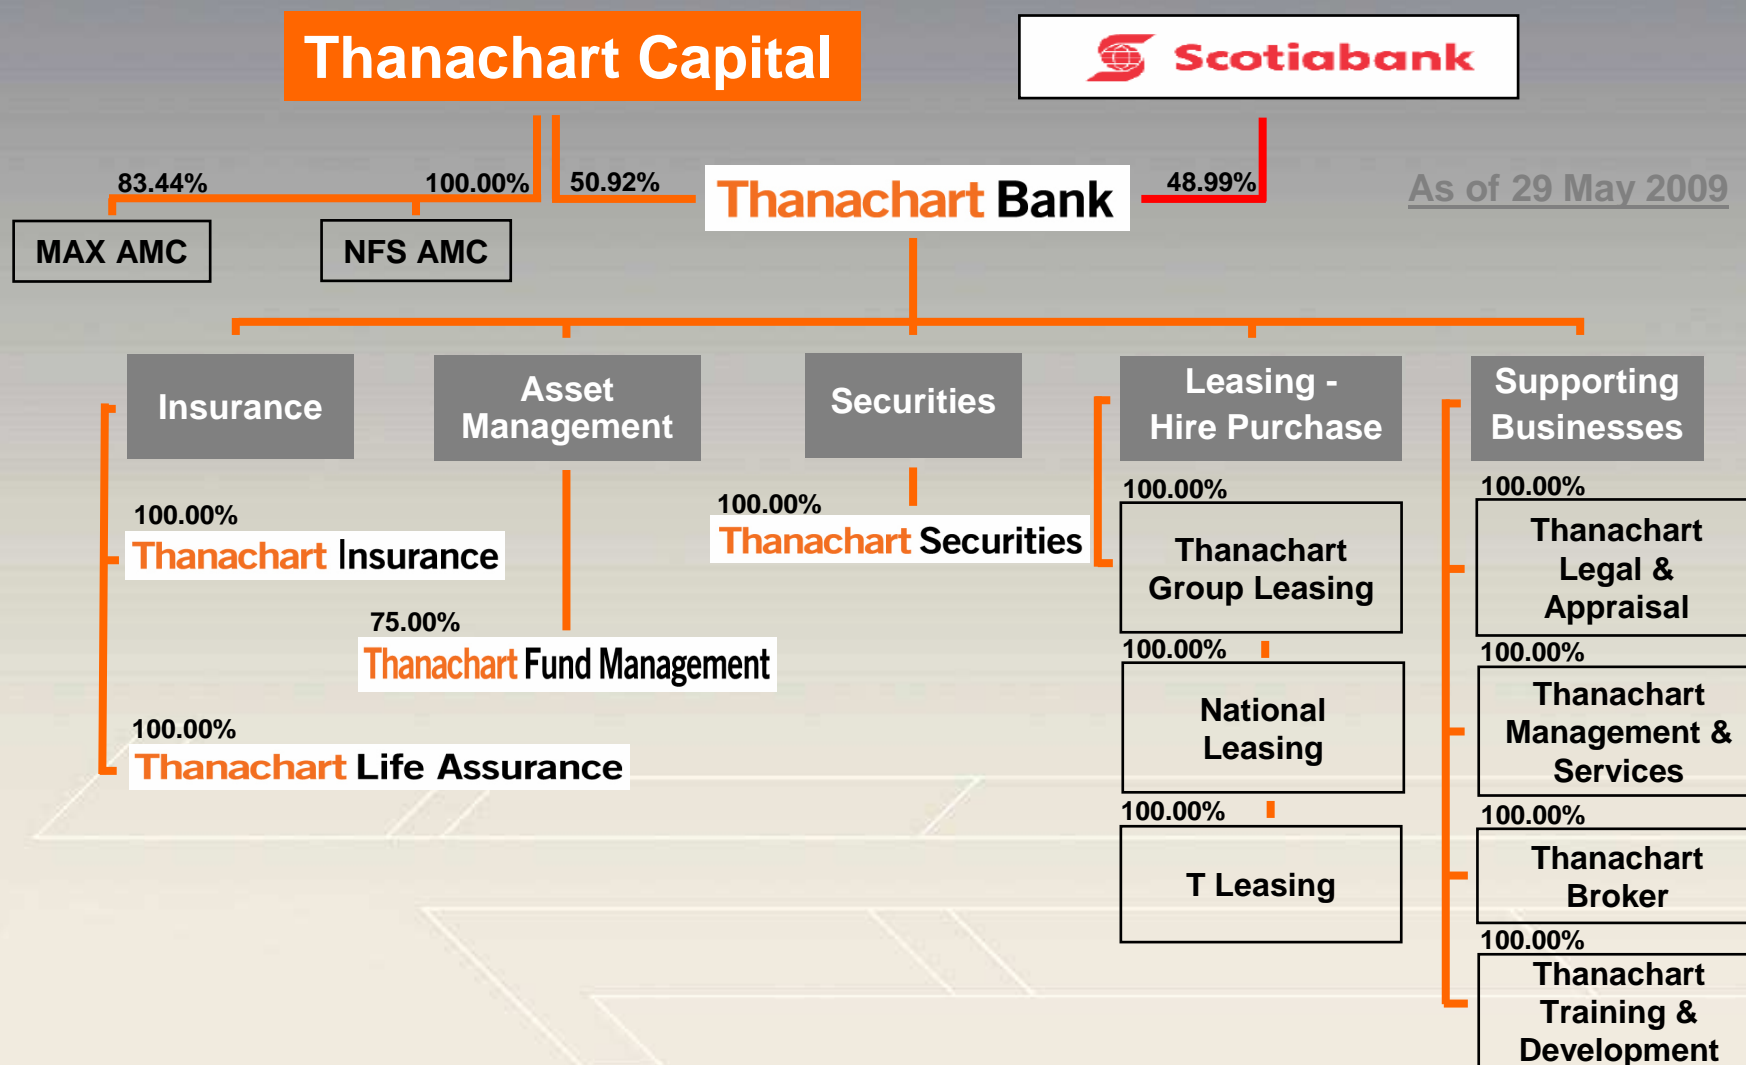 Thanachart Capital
Scotiabank
83.44%
100.00%
50.92%
Thanachart Bank
48.99%
As of 29 May 2009
MAX AMC
NFS AMC
Insurance
100.00%
Thanachart Insurance
100.00%
Thanachart Life Assurance
Asset
Management
75.00%
Thanachart Fund Management
Securities
100.00%
Thanachart Securities
Leasing -
Hire Purchase
100.00%
Thanachart
Group Leasing
100.00%
National
Leasing
100.00%
T Leasing
Supporting
Businesses
100.00%
Thanachart
Legal &
Appraisal
100.00%
Thanachart
Management &
Services
100.00%
Thanachart
Broker
100.00%
Thanachart
Training &
Development